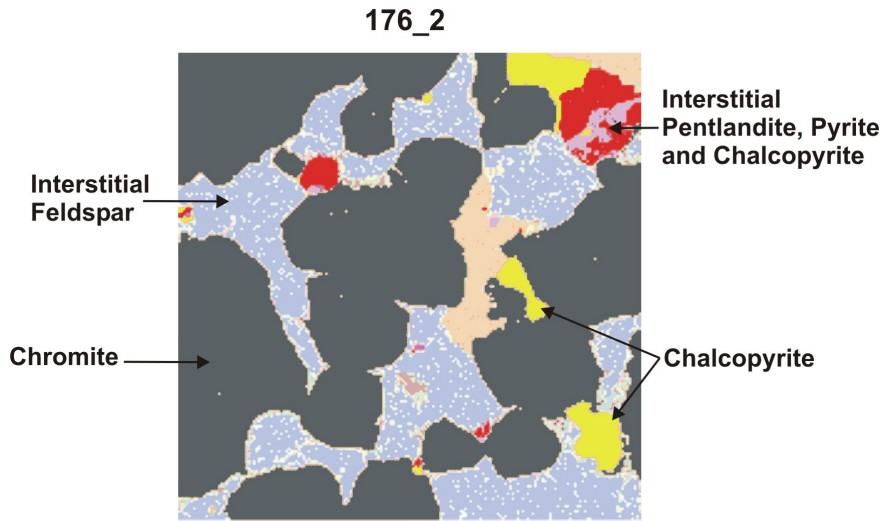 176_2
Interstitial
Pentlandite, Pyrite
and Chalcopyrite
Interstitial
Feldspar
Chromite
Chalcopyrite